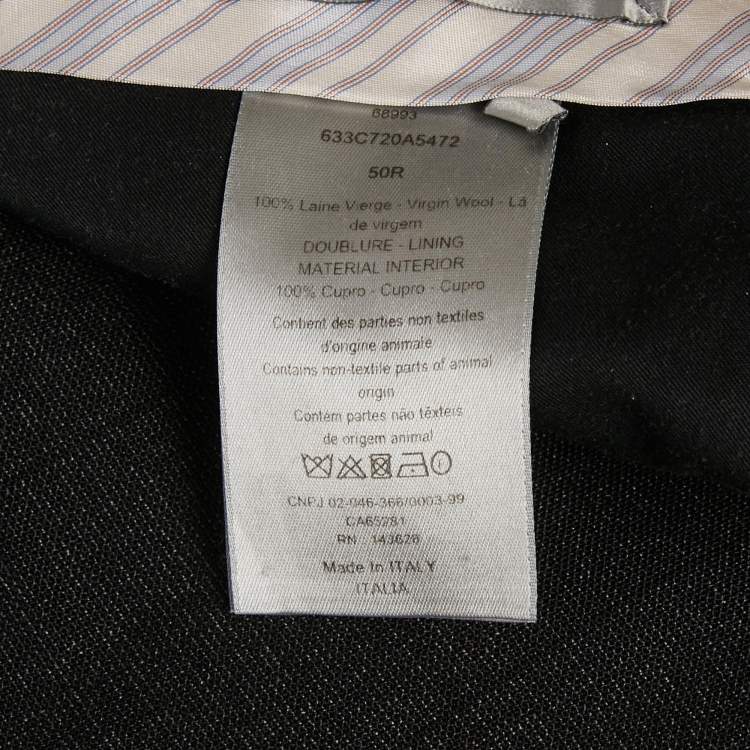 68993
633C720A5472
50R
100% Laine Vierge - Virgin Wool - Lã
de virgem
DOUBLURE - LINING
MATERIAL INTERIOR
100% Cupro - Cupro - Cupro
Contient des parties non textiles
d'origine animale
Contains non-textile parts of animal
origin
Contém partes não têxteis
de origem animal
CNPJ 02-046-366/0003-99
CA65281
RN - 143626
Made In ITALY
ITALIA